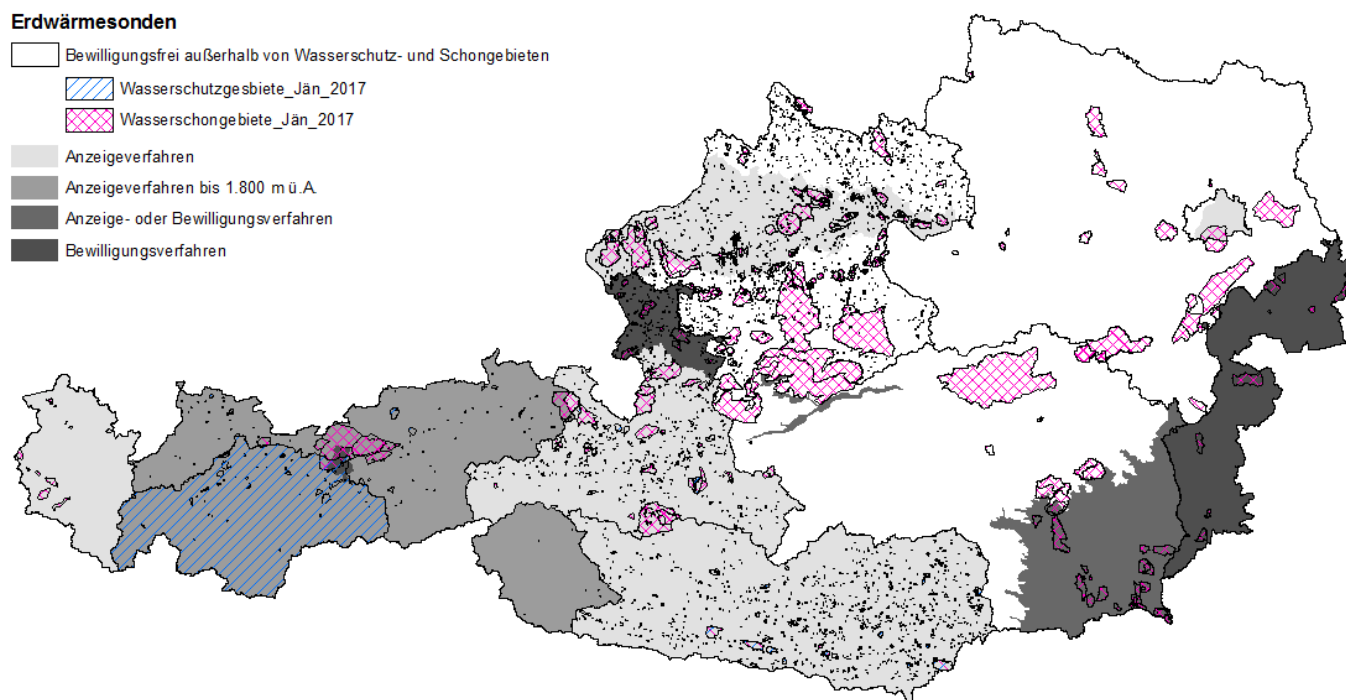 Erdwärmesonden
Bewilligungsfrei außerhalb von Wasserschutz- und Schongebieten
Wasserschutzgesbiete_Jän_2017
Wasserschongebiete_Jän_2017
Anzeigeverfahren
Anzeigeverfahren bis 1.800 m ü.A.
Anzeige- oder Bewilligungsverfahren
Bewilligungsverfahren